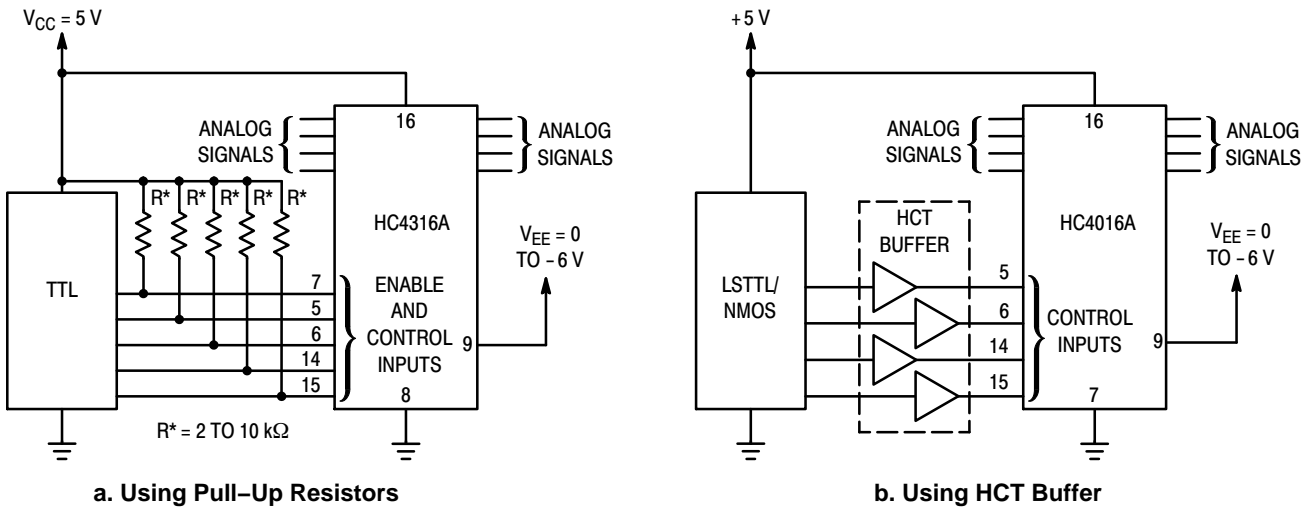 V_CC = 5 V
ANALOG
SIGNALS
16
ANALOG
SIGNALS
R* R* R* R* R*
HC4316A
V_EE = 0
TO −6 V
TTL
7
5
6
14
15
ENABLE
AND
CONTROL
INPUTS
9
8
R* = 2 TO 10 kΩ
a. Using Pull−Up Resistors
+5 V
ANALOG
SIGNALS
16
ANALOG
SIGNALS
HCT
BUFFER
HC4016A
V_EE = 0
TO −6 V
LSTTL/
NMOS
5
6
14
15
CONTROL
INPUTS
9
7
b. Using HCT Buffer